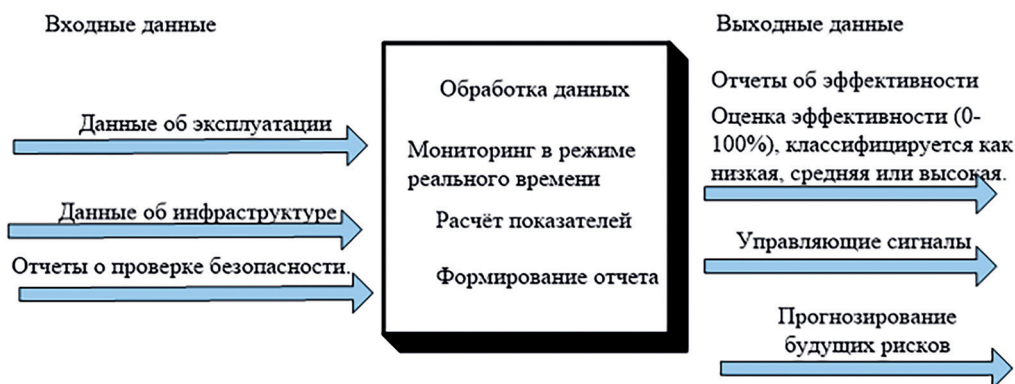 Входные данные
Данные об эксплуатации
Данные об инфраструктуре
Отчеты о проверке безопасности.
Обработка данных
Мониторинг в режиме
реального времени
Расчёт показателей
Формирование отчета
Выходные данные
Отчеты об эффективности
Оценка эффективности (0-
100%), классифицируется как
низкая, средняя или высокая.
Управляющие сигналы
Прогнозирование
будущих рисков